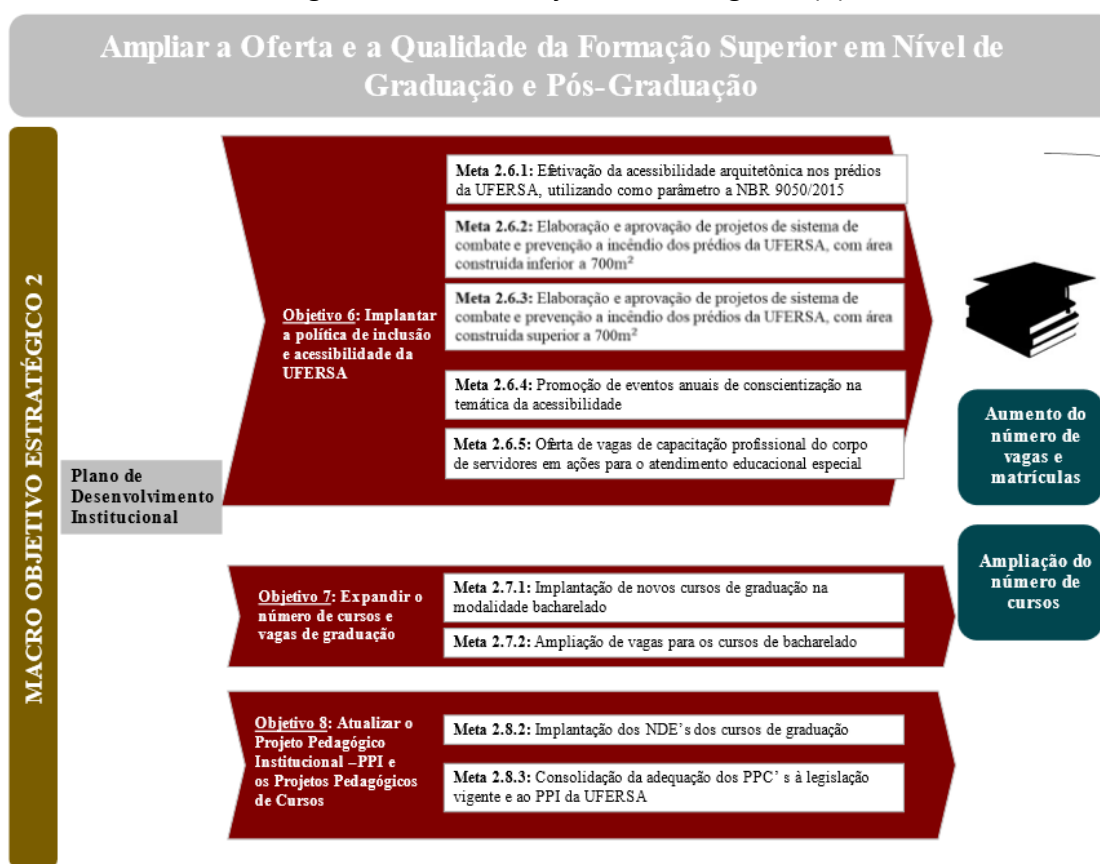 Ampliar a Oferta e a Qualidade da Formação Superior em Nível de
Graduação e Pós-Graduação
MACRO OBJETIVO ESTRATÉGICO 2
Plano de
Desenvolvimento
Institucional
Objetivo 6: Implantar
a política de inclusão
e acessibilidade da
UFERSA
Meta 2.6.1: Efetivação da acessibilidade arquitetônica nos prédios
da UFERSA, utilizando como parâmetro a NBR 9050/2015
Meta 2.6.2: Elaboração e aprovação de projetos de sistema de
combate e prevenção a incêndio dos prédios da UFERSA, com área
construída inferior a 700m²
Meta 2.6.3: Elaboração e aprovação de projetos de sistema de
combate e prevenção a incêndio dos prédios da UFERSA, com área
construída superior a 700m²
Meta 2.6.4: Promoção de eventos anuais de conscientização na
temática da acessibilidade
Meta 2.6.5: Oferta de vagas de capacitação profissional do corpo
de servidores em ações para o atendimento educacional especial
Objetivo 7: Expandir o
número de cursos e
vagas de graduação
Meta 2.7.1: Implantação de novos cursos de graduação na
modalidade bacharelado
Meta 2.7.2: Ampliação de vagas para os cursos de bacharelado
Objetivo 8: Atualizar o
Projeto Pedagógico
Institucional –PPI e
os Projetos Pedagógicos
de Cursos
Meta 2.8.2: Implantação dos NDE's dos cursos de graduação
Meta 2.8.3: Consolidação da adequação dos PPC' s à legislação
vigente e ao PPI da UFERSA
Aumento do
número de
vagas e
matrículas
Ampliação do
número de
cursos